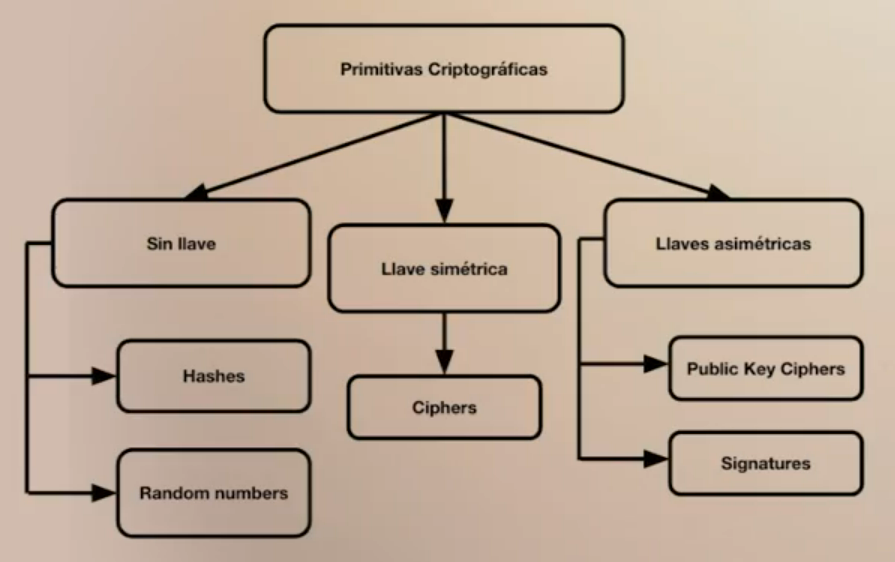 Primitivas Criptográficas
Sin llave
Llave simétrica
Llaves asimétricas
Hashes
Random numbers
Ciphers
Public Key Ciphers
Signatures